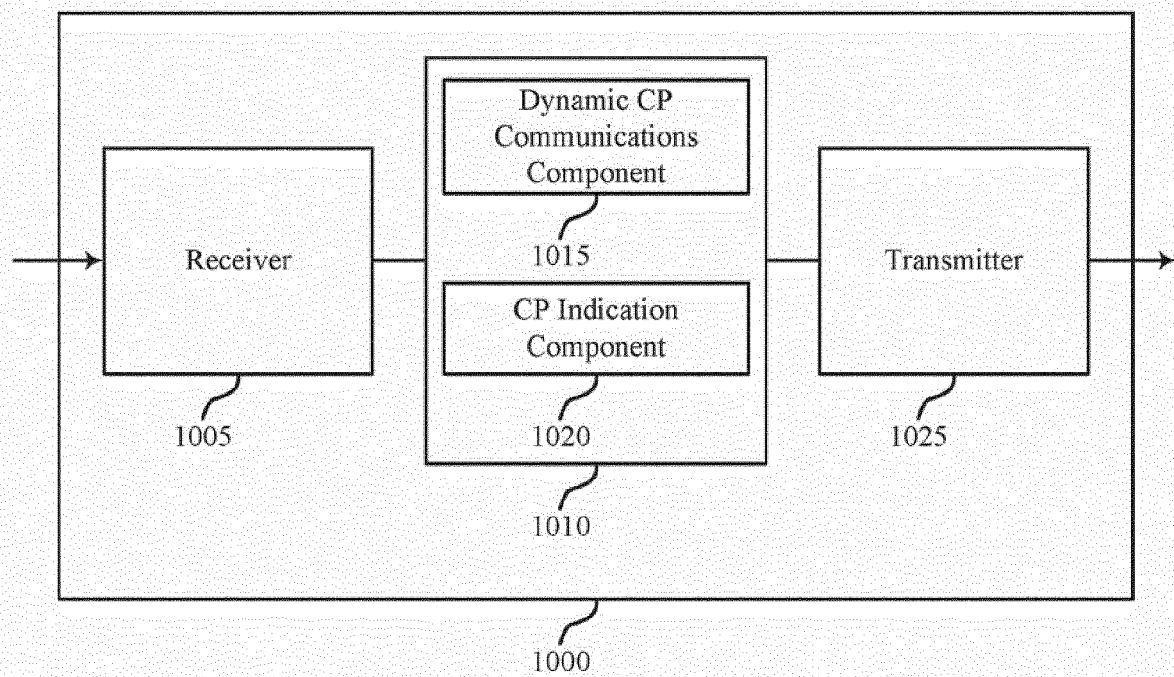 Dynamic CP
Communications
Component
1015
Receiver
Transmitter
CP Indication
Component
1005
1020
1025
1010
1000